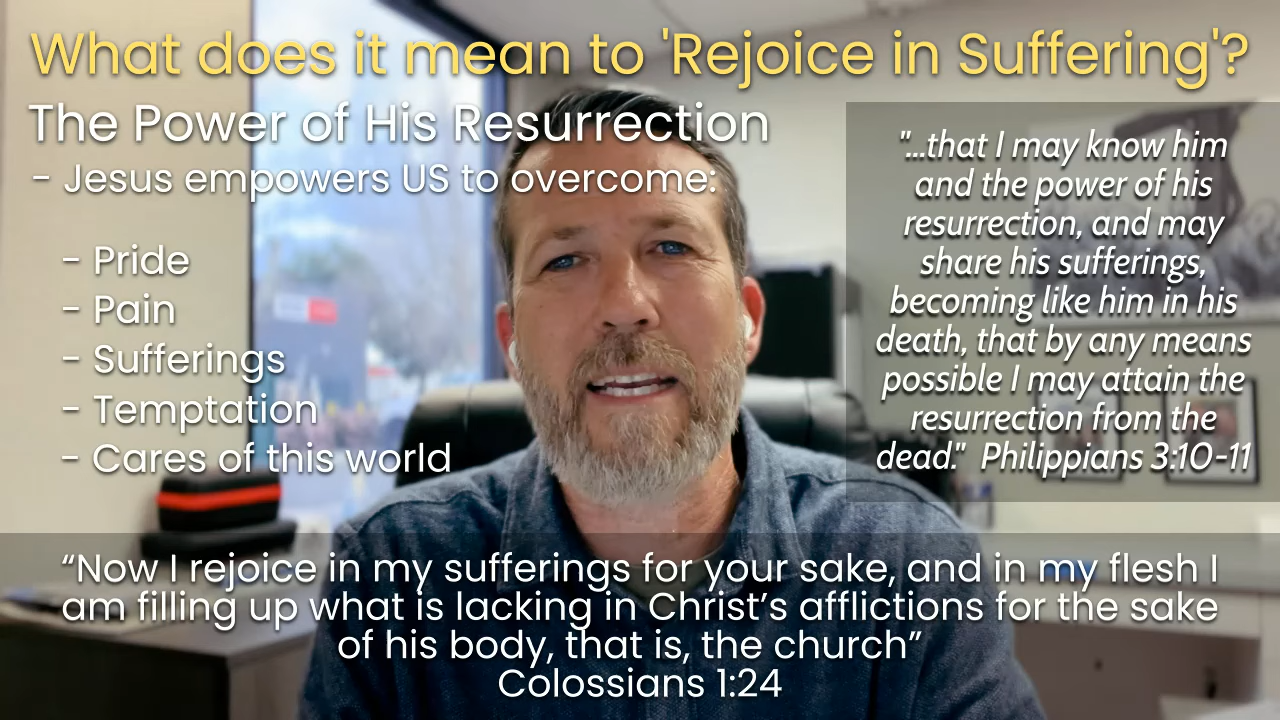 What does it mean to 'Rejoice in Suffering'?
The Power of His Resurrection
- Jesus empowers US to overcome:
- Pride
- Pain
- Sufferings
- Temptation
- Cares of this world
"...that I may know him
and the power of his
resurrection, and may
share his sufferings,
becoming like him in his
death, that by any means
possible I may attain the
resurrection from the
dead." Philippians 3:10-11
“Now I rejoice in my sufferings for your sake, and in my flesh I
am filling up what is lacking in Christ’s afflictions for the sake
of his body, that is, the church”
Colossians 1:24